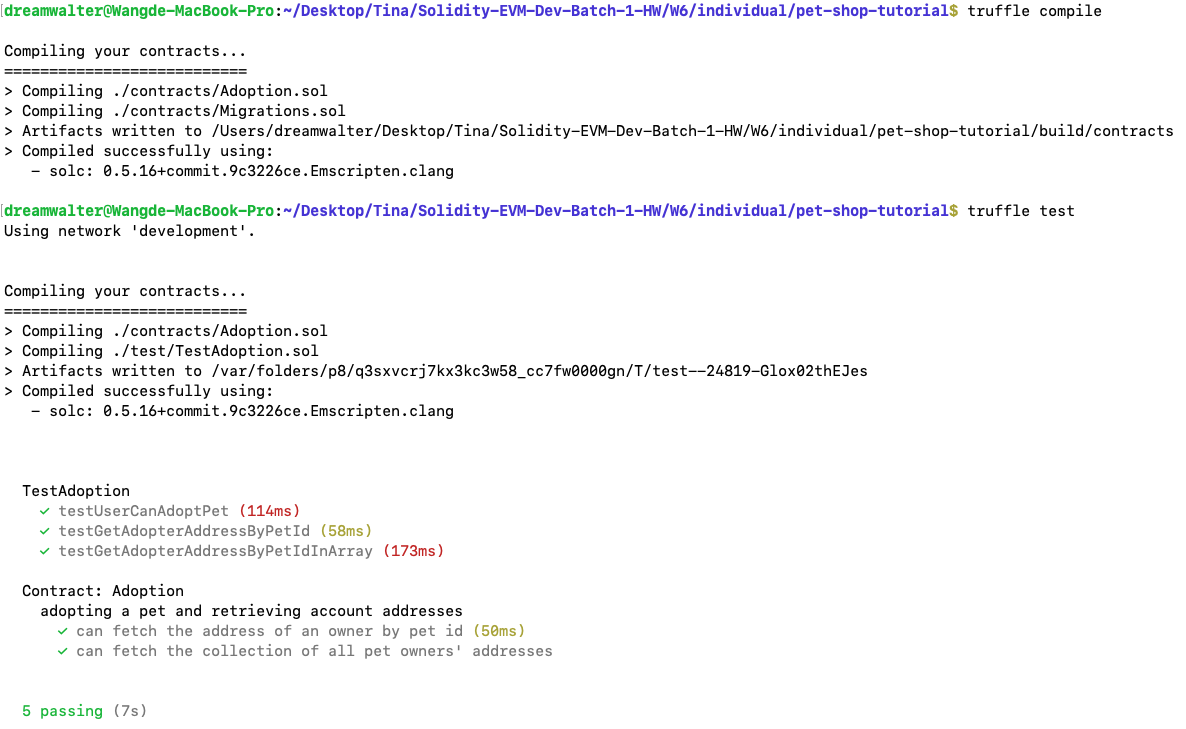 dreamwalter@Wangde-MacBook-Pro:~/Desktop/Tina/Solidity-EVM-Dev-Batch-1-HW/W6/individual/pet-shop-tutorial$ truffle compile
Compiling your contracts...
===========================
> Compiling ./contracts/Adoption.sol
> Compiling ./contracts/Migrations.sol
> Artifacts written to /Users/dreamwalter/Desktop/Tina/Solidity-EVM-Dev-Batch-1-HW/W6/individual/pet-shop-tutorial/build/contracts
> Compiled successfully using:
   - solc: 0.5.16+commit.9c3226ce.Emscripten.clang
dreamwalter@Wangde-MacBook-Pro:~/Desktop/Tina/Solidity-EVM-Dev-Batch-1-HW/W6/individual/pet-shop-tutorial$ truffle test
Using network 'development'.
Compiling your contracts...
===========================
> Compiling ./contracts/Adoption.sol
> Compiling ./test/TestAdoption.sol
> Artifacts written to /var/folders/p8/q3sxvcrj7kx3kc3w58_cc7fw0000gn/T/test--24819-Glox02thEJes
> Compiled successfully using:
   - solc: 0.5.16+commit.9c3226ce.Emscripten.clang
  TestAdoption
    ✓ testUserCanAdoptPet (114ms)
    ✓ testGetAdopterAddressByPetId (58ms)
    ✓ testGetAdopterAddressByPetIdInArray (173ms)
  Contract: Adoption
    adopting a pet and retrieving account addresses
      ✓ can fetch the address of an owner by pet id (50ms)
      ✓ can fetch the collection of all pet owners' addresses
  5 passing (7s)